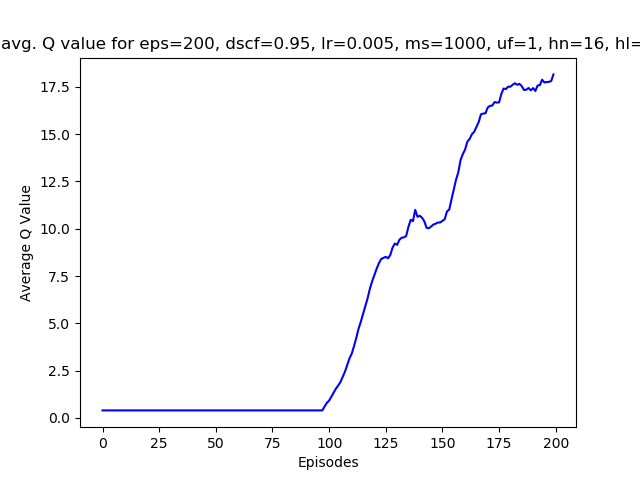 avg. Q value for eps=200, dscf=0.95, lr=0.005, ms=1000, uf=1, hn=16, hl=
17.5
15.0
12.5
10.0
7.5
5.0
2.5
0.0
Average Q Value
0 25 50 75 100 125 150 175 200
Episodes